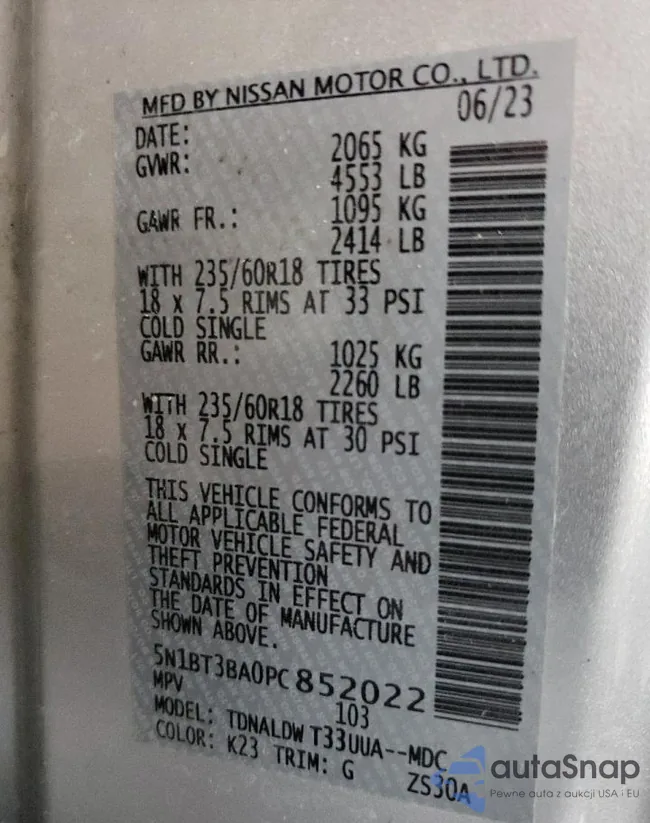 MFD BY NISSAN MOTOR CO., LTD.
DATE: 06/23
GVWR: 2065 KG
4553 LB
GAWR FR.: 1095 KG
2414 LB
WITH 235/60R18 TIRES
18 x 7.5 RIMS AT 33 PSI
COLD SINGLE
GAWR RR.: 1025 KG
2260 LB
WITH 235/60R18 TIRES
18 x 7.5 RIMS AT 30 PSI
COLD SINGLE
THIS VEHICLE CONFORMS TO
ALL APPLICABLE FEDERAL
MOTOR VEHICLE SAFETY AND
THEFT PREVENTION
STANDARDS IN EFFECT ON
THE DATE OF MANUFACTURE
SHOWN ABOVE.
5N1BT3BA0PC852022
MPV 103
MODEL: TDNALDW T33UUA--MDC
COLOR: K23 TRIM: G ZS30A
autaSnap
Pewne auta z aukcji USA i EU